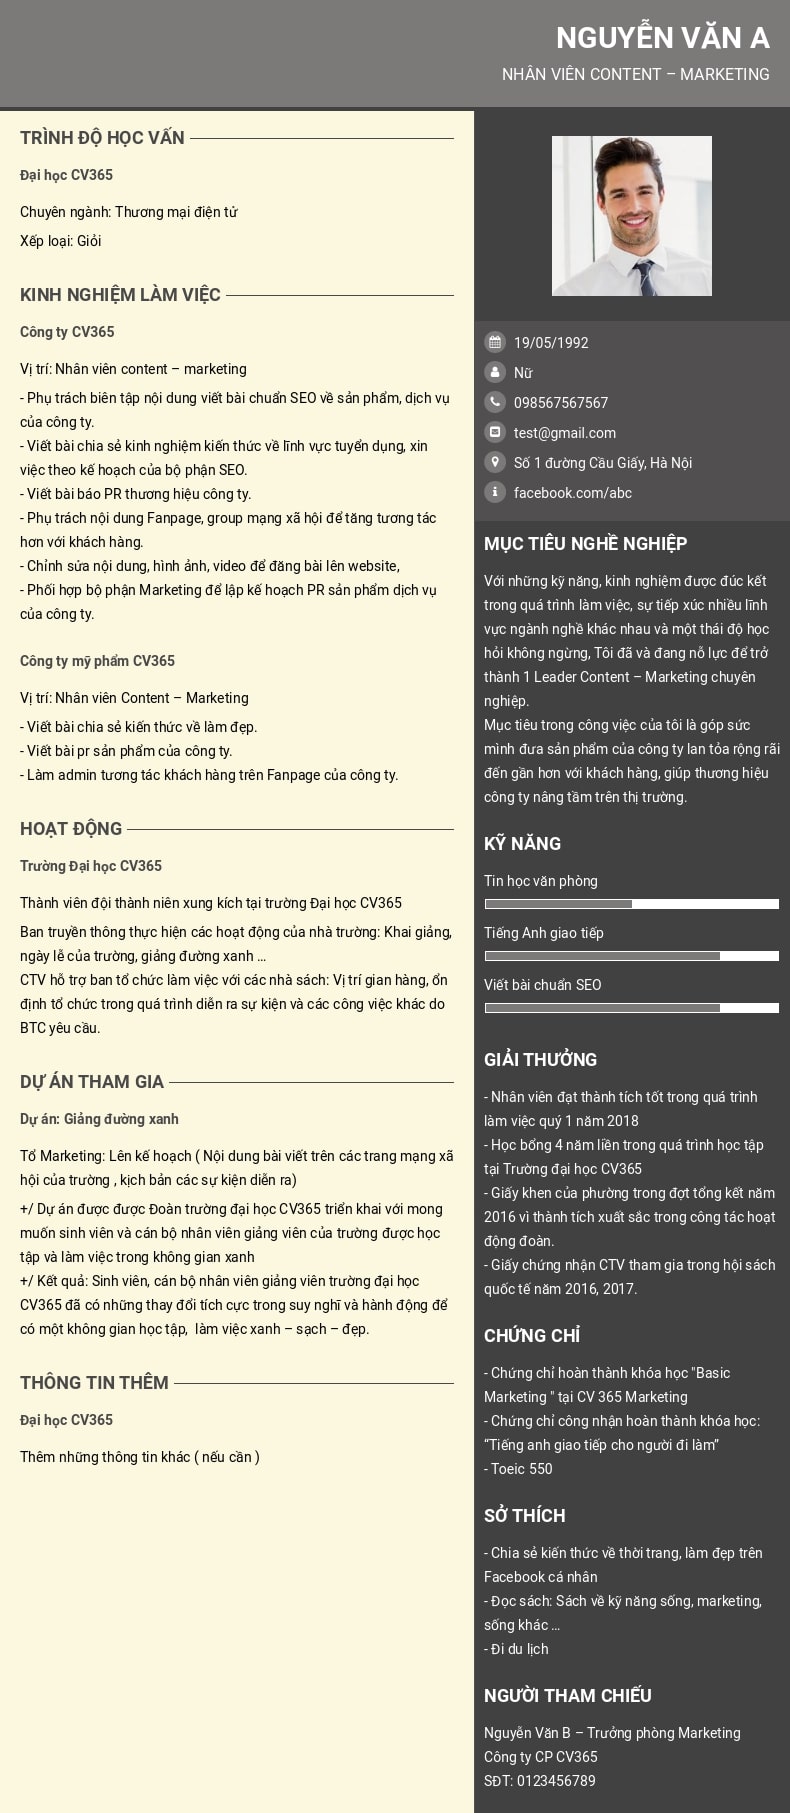 NGUYỄN VĂN A
NHÂN VIÊN CONTENT – MARKETING
TRÌNH ĐỘ HỌC VẤN
Đại học CV365
Chuyên ngành: Thương mại điện tử
Xếp loại: Giỏi
KINH NGHIỆM LÀM VIỆC
Công ty CV365
Vị trí: Nhân viên content – marketing
- Phụ trách biên tập nội dung viết bài chuẩn SEO về sản phẩm, dịch vụ
của công ty.
- Viết bài chia sẻ kinh nghiệm kiến thức về lĩnh vực tuyển dụng, xin
việc theo kế hoạch của bộ phận SEO.
- Viết bài báo PR thương hiệu công ty.
- Phụ trách nội dung Fanpage, group mạng xã hội để tăng tương tác
hơn với khách hàng.
- Chỉnh sửa nội dung, hình ảnh, video để đăng bài lên website,
- Phối hợp bộ phận Marketing để lập kế hoạch PR sản phẩm dịch vụ
của công ty.
Công ty mỹ phẩm CV365
Vị trí: Nhân viên Content – Marketing
- Viết bài chia sẻ kiến thức về làm đẹp.
- Viết bài pr sản phẩm của công ty.
- Làm admin tương tác khách hàng trên Fanpage của công ty.
HOẠT ĐỘNG
Trường Đại học CV365
Thành viên đội thành niên xung kích tại trường Đại học CV365
Ban truyền thông thực hiện các hoạt động của nhà trường: Khai giảng,
ngày lễ của trường, giảng đường xanh ...
CTV hỗ trợ ban tổ chức làm việc với các nhà sách: Vị trí gian hàng, ổn
định tổ chức trong quá trình diễn ra sự kiện và các công việc khác do
BTC yêu cầu.
DỰ ÁN THAM GIA
Dự án: Giảng đường xanh
Tổ Marketing: Lên kế hoạch ( Nội dung bài viết trên các trang mạng xã
hội của trường , kịch bản các sự kiện diễn ra)
+/ Dự án được được Đoàn trường đại học CV365 triển khai với mong
muốn sinh viên và cán bộ nhân viên giảng viên của trường được học
tập và làm việc trong không gian xanh
+/ Kết quả: Sinh viên, cán bộ nhân viên giảng viên trường đại học
CV365 đã có những thay đổi tích cực trong suy nghĩ và hành động để
có một không gian học tập,  làm việc xanh – sạch – đẹp.
THÔNG TIN THÊM
Đại học CV365
Thêm những thông tin khác ( nếu cần )
19/05/1992
Nữ
098567567567
test@gmail.com
Số 1 đường Cầu Giấy, Hà Nội
facebook.com/abc
MỤC TIÊU NGHỀ NGHIỆP
Với những kỹ năng, kinh nghiệm được đúc kết
trong quá trình làm việc, sự tiếp xúc nhiều lĩnh
vực ngành nghề khác nhau và một thái độ học
hỏi không ngừng, Tôi đã và đang nỗ lực để trở
thành 1 Leader Content – Marketing chuyên
nghiệp.
Mục tiêu trong công việc của tôi là góp sức
mình đưa sản phẩm của công ty lan tỏa rộng rãi
đến gần hơn với khách hàng, giúp thương hiệu
công ty nâng tầm trên thị trường.
KỸ NĂNG
Tin học văn phòng
Tiếng Anh giao tiếp
Viết bài chuẩn SEO
GIẢI THƯỞNG
- Nhân viên đạt thành tích tốt trong quá trình
làm việc quý 1 năm 2018
- Học bổng 4 năm liền trong quá trình học tập
tại Trường đại học CV365
- Giấy khen của phường trong đợt tổng kết năm
2016 vì thành tích xuất sắc trong công tác hoạt
động đoàn.
- Giấy chứng nhận CTV tham gia trong hội sách
quốc tế năm 2016, 2017.
CHỨNG CHỈ
- Chứng chỉ hoàn thành khóa học "Basic
Marketing " tại CV 365 Marketing
- Chứng chỉ công nhận hoàn thành khóa học:
“Tiếng anh giao tiếp cho người đi làm”
- Toeic 550
SỞ THÍCH
- Chia sẻ kiến thức về thời trang, làm đẹp trên
Facebook cá nhân
- Đọc sách: Sách về kỹ năng sống, marketing,
sống khác ...
- Đi du lịch
NGƯỜI THAM CHIẾU
Nguyễn Văn B – Trưởng phòng Marketing
Công ty CP CV365
SĐT: 0123456789